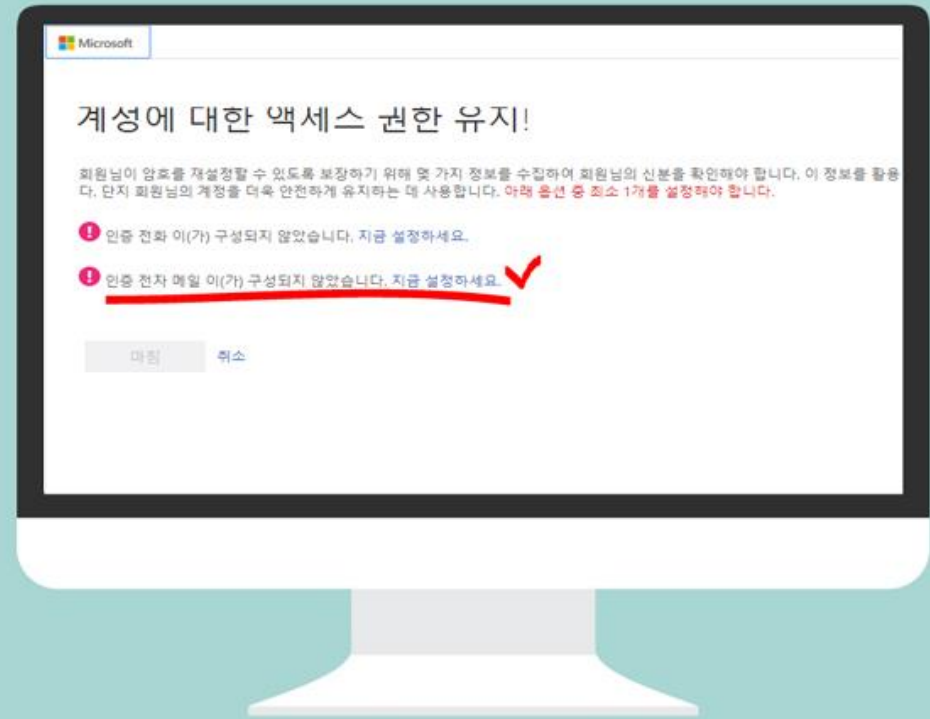 Microsoft
계성에 대한 액세스 권한 유지!
회원님이 암호를 재설정할 수 있도록 보장하기 위해 몇 가지 정보를 수집하여 회원님의 신분을 확인해야 합니다. 이 정보를 활용
다. 단지 회원님의 계정을 더욱 안전하게 유지하는 데 사용합니다. 아래 옵션 중 최소 1개를 설정해야 합니다.
인증 전화 이(가) 구성되지 않았습니다. 지금 설정하세요.
인증 전자 메일 이(가) 구성되지 않았습니다. 지금 설정하세요.
마침 취소